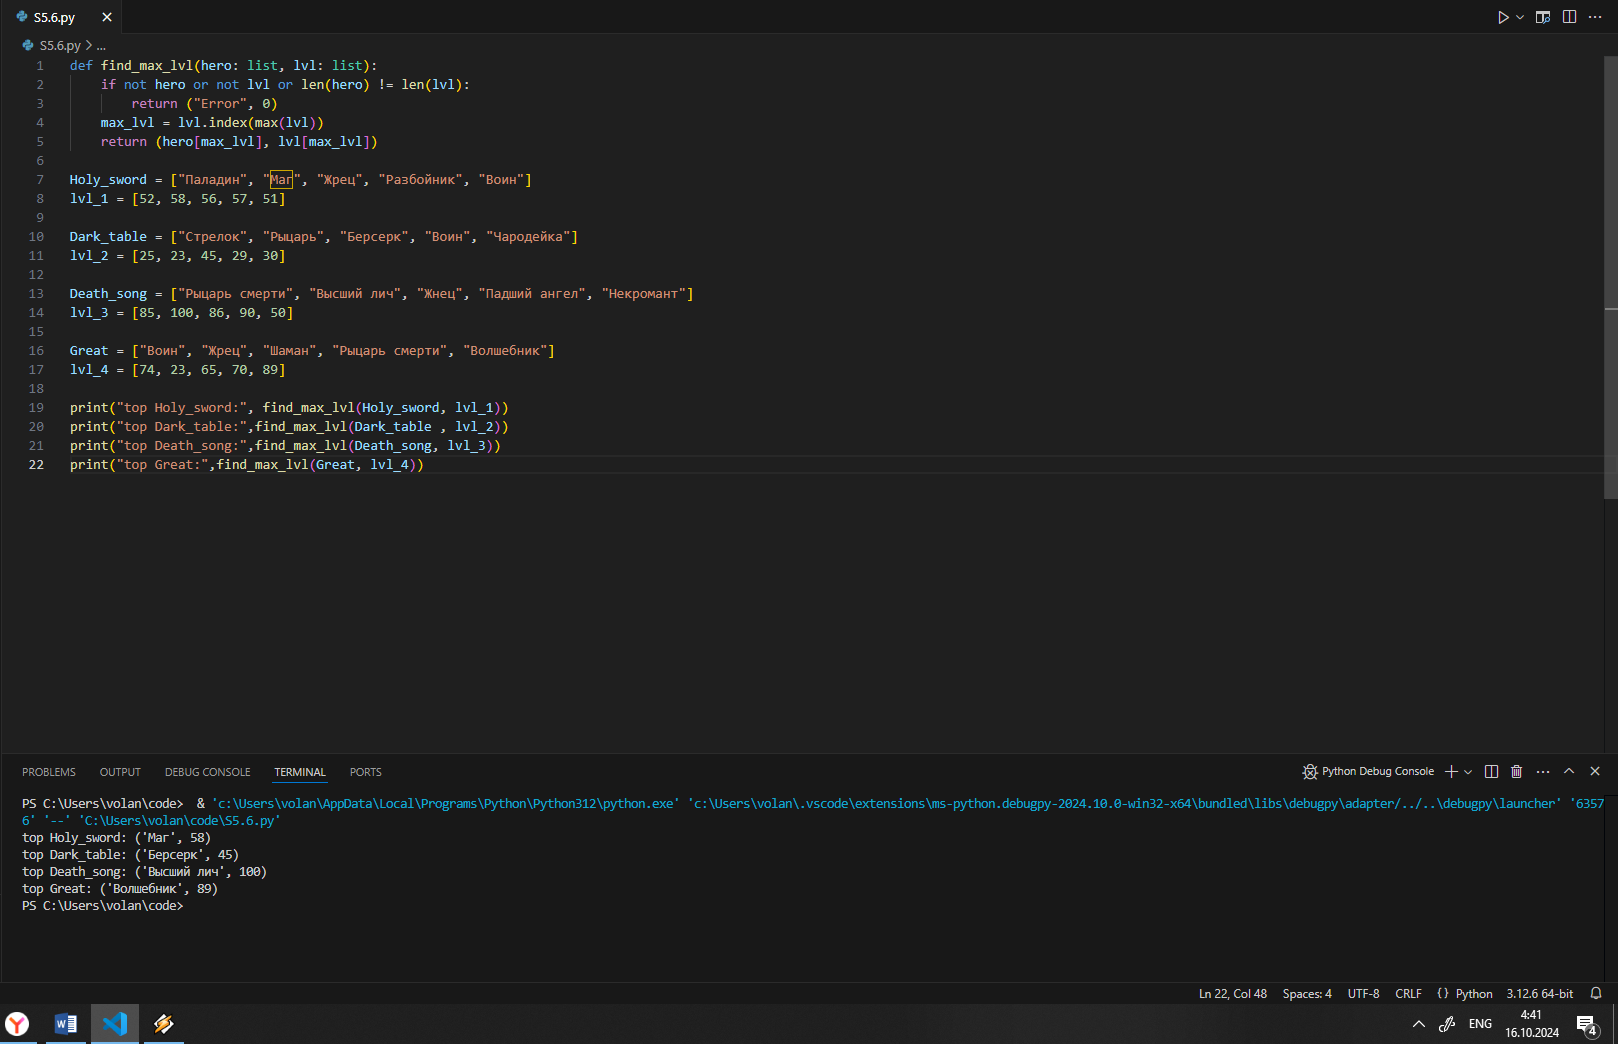 S5.6.py
S5.6.py > ...
1 def find_max_lvl(hero: list, lvl: list):
2     if not hero or not lvl or len(hero) != len(lvl):
3         return ("Error", 0)
4     max_lvl = lvl.index(max(lvl))
5     return (hero[max_lvl], lvl[max_lvl])
6
7 Holy_sword = ["Паладин", "Маг", "Жрец", "Разбойник", "Воин"]
8 lvl_1 = [52, 58, 56, 57, 51]
9
10 Dark_table = ["Стрелок", "Рыцарь", "Берсерк", "Воин", "Чародейка"]
11 lvl_2 = [25, 23, 45, 29, 30]
12
13 Death_song = ["Рыцарь смерти", "Высший лич", "Жнец", "Падший ангел", "Некромант"]
14 lvl_3 = [85, 100, 86, 90, 50]
15
16 Great = ["Воин", "Жрец", "Шаман", "Рыцарь смерти", "Волшебник"]
17 lvl_4 = [74, 23, 65, 70, 89]
18
19 print("top Holy_sword:", find_max_lvl(Holy_sword, lvl_1))
20 print("top Dark_table:",find_max_lvl(Dark_table , lvl_2))
21 print("top Death_song:",find_max_lvl(Death_song, lvl_3))
22 print("top Great:",find_max_lvl(Great, lvl_4))
PROBLEMS OUTPUT DEBUG CONSOLE TERMINAL PORTS Python Debug Console
PS C:\Users\volan\code>  & 'c:\Users\volan\AppData\Local\Programs\Python\Python312\python.exe' 'c:\Users\volan\.vscode\extensions\ms-python.debugpy-2024.10.0-win32-x64\bundled\libs\debugpy\adapter/../..\debugpy\launcher' '6357
6' '--' 'C:\Users\volan\code\S5.6.py'
top Holy_sword: ('Маг', 58)
top Dark_table: ('Берсерк', 45)
top Death_song: ('Высший лич', 100)
top Great: ('Волшебник', 89)
PS C:\Users\volan\code>
Ln 22, Col 48 Spaces: 4 UTF-8 CRLF {} Python 3.12.6 64-bit
ENG 4:41
16.10.2024 4